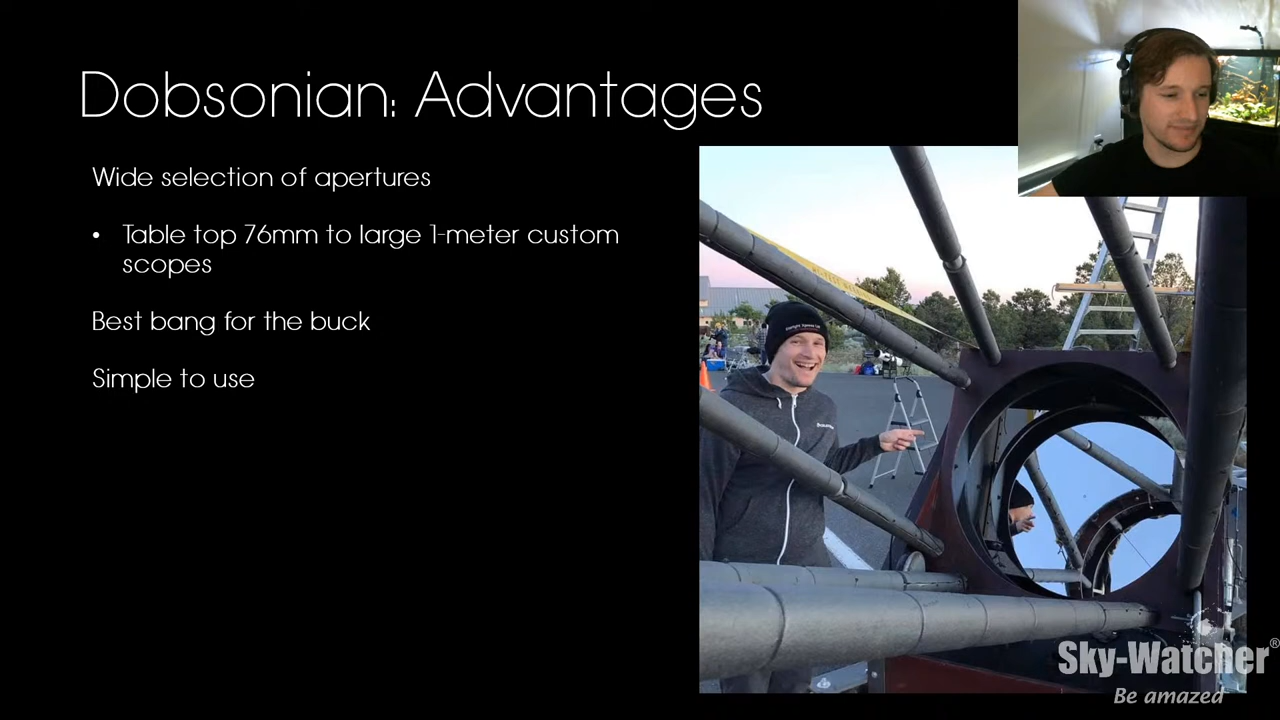 Dobsonian: Advantages
Wide selection of apertures
• Table top 76mm to large 1-meter custom
scopes
Best bang for the buck
Simple to use
Sky-Watcher®
Be amazed